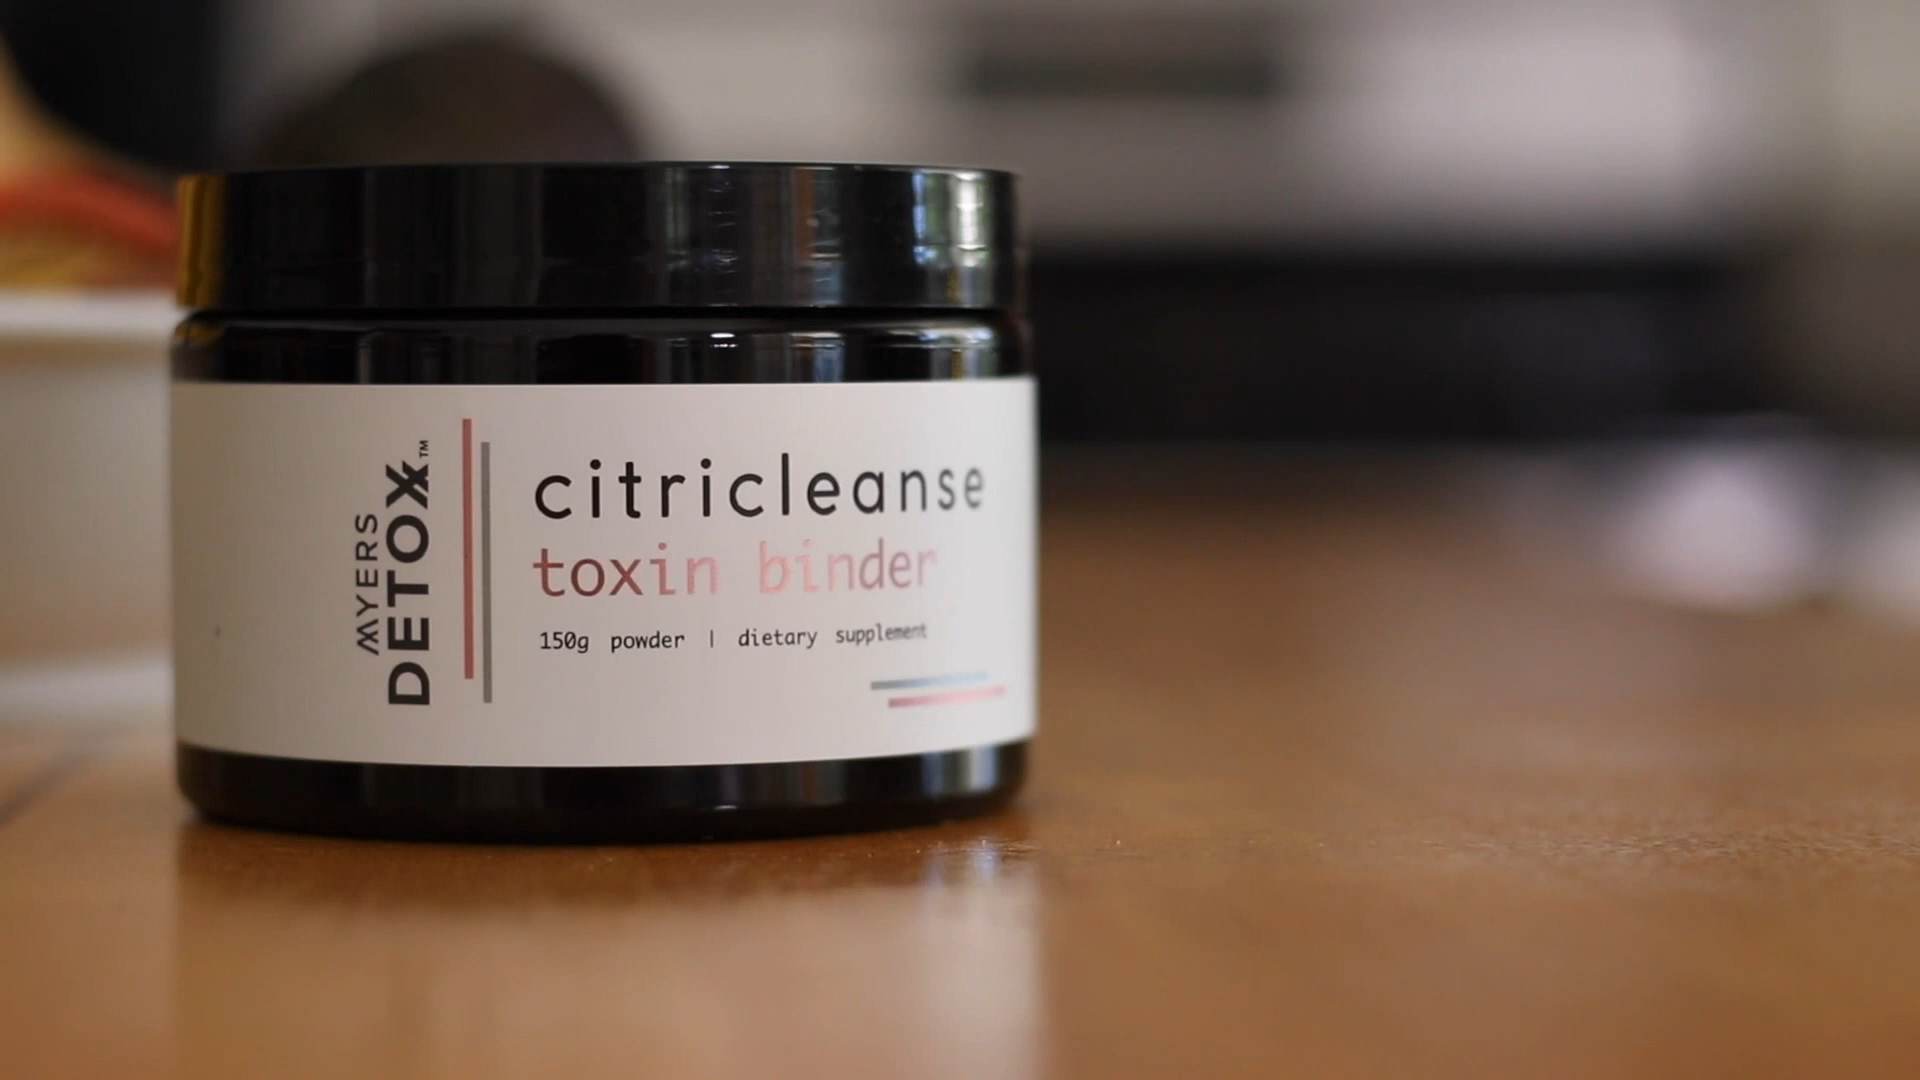 MYERS
DETOX™
citricleanse
toxin binder
150g powder | dietary supplement